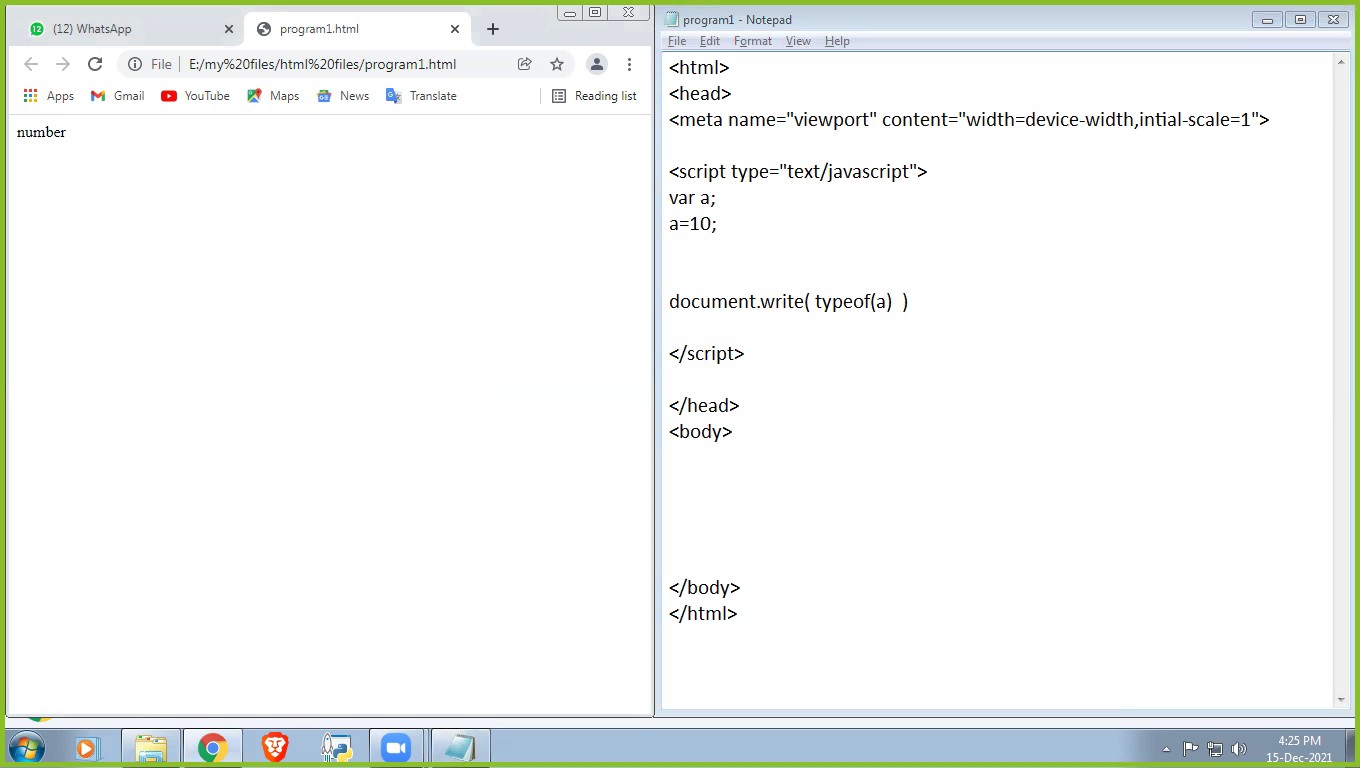 12 (12) WhatsApp
program1.html
File E:/my%20files/html%20files/program1.html
Apps Gmail YouTube Maps News Translate Reading list
number
program1 - Notepad
File Edit Format View Help
<html>
<head>
<meta name="viewport" content="width=device-width,intial-scale=1">
<script type="text/javascript">
var a;
a=10;
document.write( typeof(a)  )
</script>
</head>
<body>
</body>
</html>
4:25 PM
15-Dec-2021